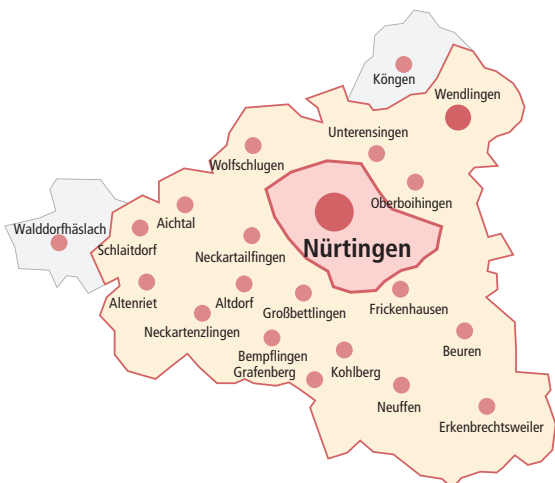 Köngen
Wendlingen
Unterensingen
Wolfschlugen
Oberboihingen
Walddorfhäslach
Aichtal
Schlaitdorf
Neckartailfingen
Nürtingen
Altenriet
Altdorf
Großbettlingen
Frickenhausen
Neckartenzlingen
Bempflingen
Grafenberg
Kohlberg
Beuren
Neuffen
Erkenbrechtsweiler